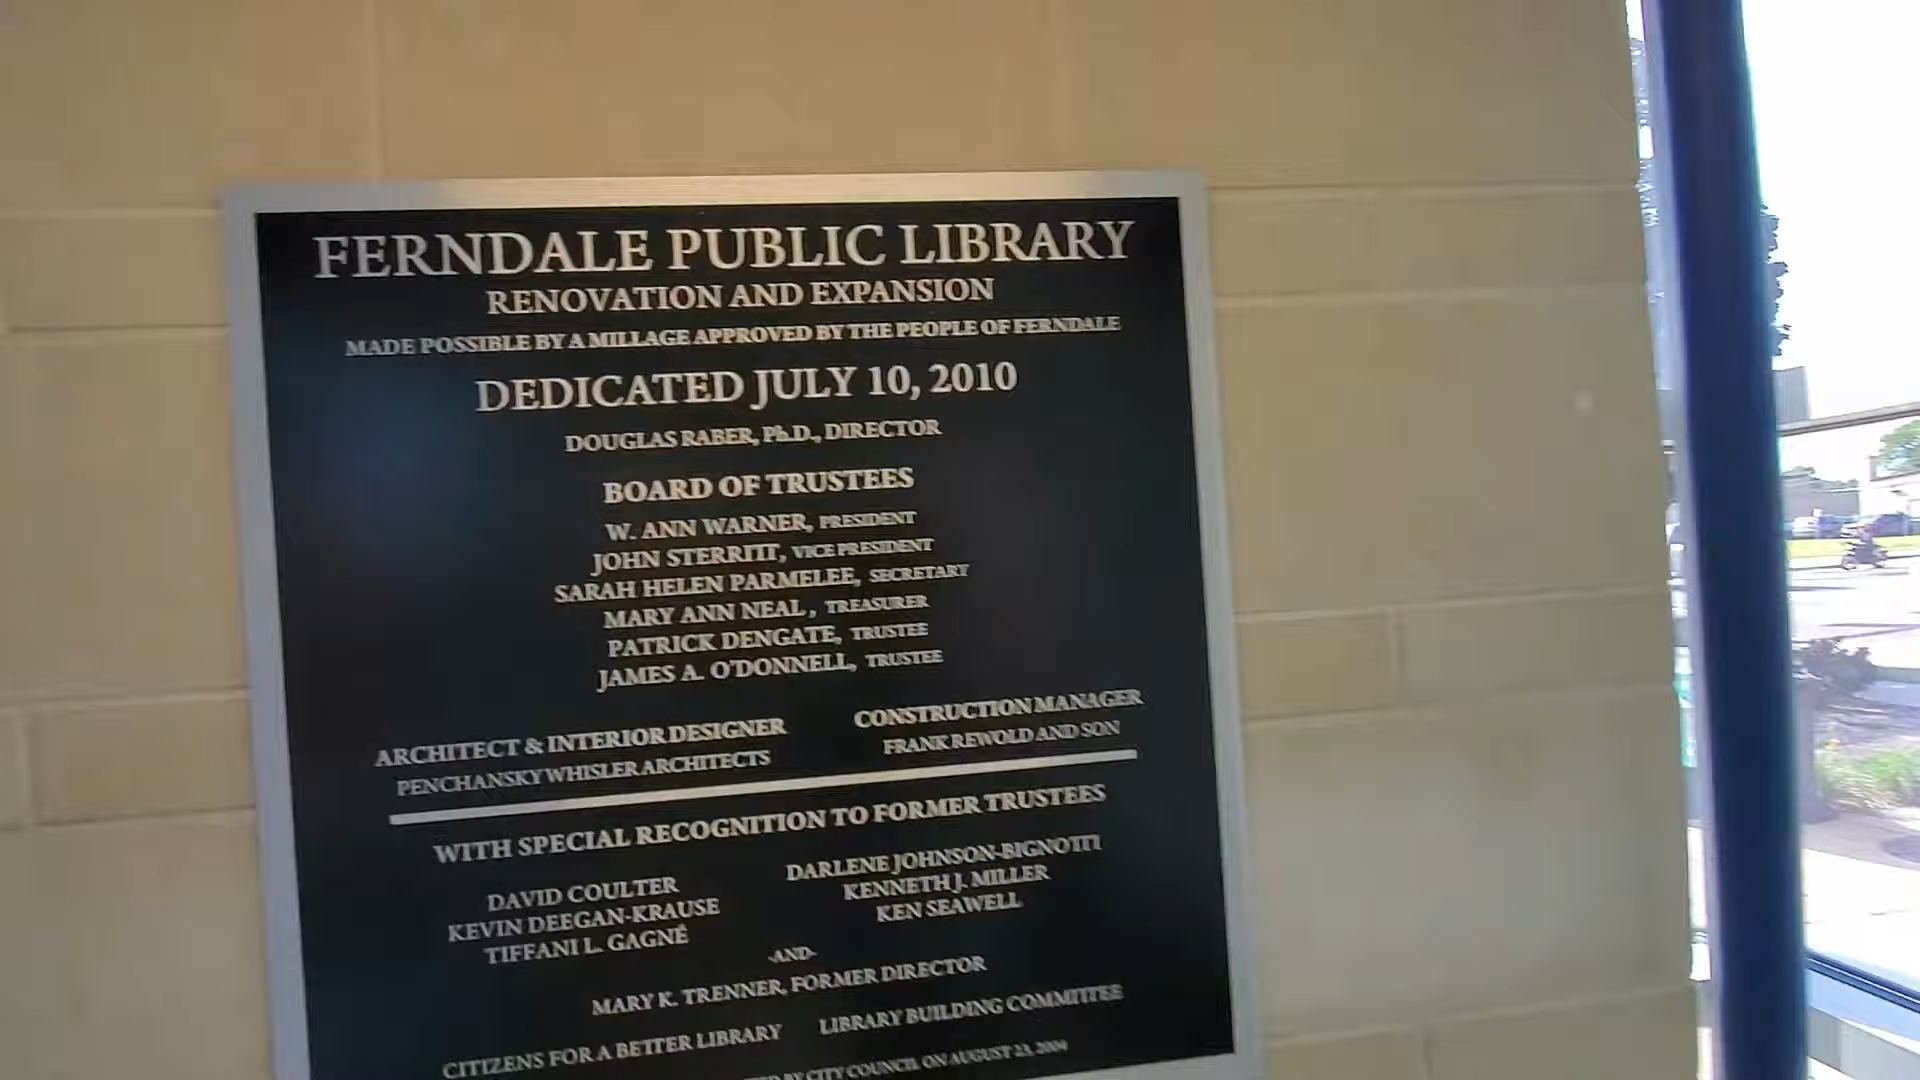 FERNDALE PUBLIC LIBRARY
RENOVATION AND EXPANSION
MADE POSSIBLE BY A MILLAGE APPROVED BY THE PEOPLE OF FERNDALE
DEDICATED JULY 10, 2010
DOUGLAS RABER, Ph.D., DIRECTOR
BOARD OF TRUSTEES
W. ANN WARNER, PRESIDENT
JOHN STERRITT, VICE PRESIDENT
SARAH HELEN PARMELEE, SECRETARY
MARY ANN NEAL, TREASURER
PATRICK DENGATE, TRUSTEE
JAMES A. O'DONNELL, TRUSTEE
ARCHITECT & INTERIOR DESIGNER
PENCHANSKY WHISLER ARCHITECTS
CONSTRUCTION MANAGER
FRANK REWOLD AND SON
WITH SPECIAL RECOGNITION TO FORMER TRUSTEES
DAVID COULTER
KEVIN DEEGAN-KRAUSE
TIFFANI L. GAGNÉ
DARLENE JOHNSON-BIGNOTTI
KENNETH J. MILLER
KEN SEAWELL
-AND-
MARY K. TRENNER, FORMER DIRECTOR
CITIZENS FOR A BETTER LIBRARY
LIBRARY BUILDING COMMITTEE
BY CITY COUNCIL ON AUGUST 23,